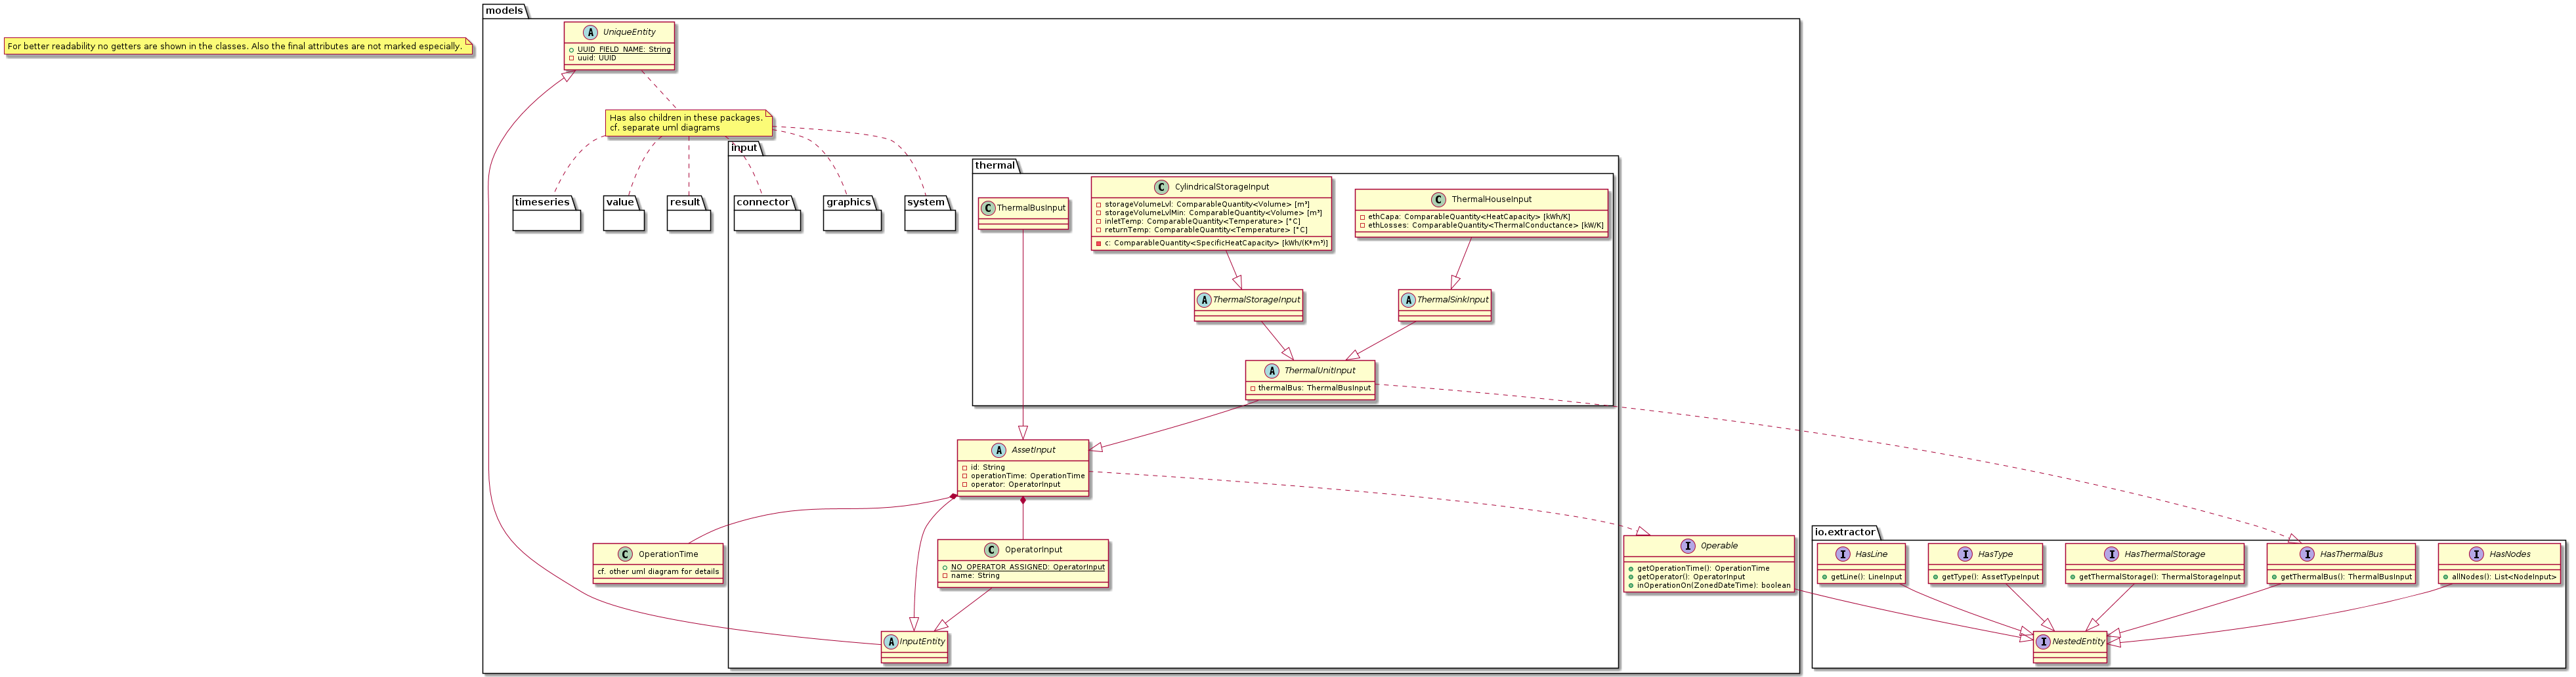 For better readability no getters are shown in the classes. Also the final attributes are not marked especially.
models
A UniqueEntity
UUID_FIELD_NAME: String
uuid: UUID
Has also children in these packages.
cf. separate uml diagrams
timeseries
value
result
input
connector
graphics
system
thermal
C ThermalBusInput
C CylindricalStorageInput
storageVolumeLvl: ComparableQuantity<Volume> [m³]
storageVolumeLvlMin: ComparableQuantity<Volume> [m³]
inletTemp: ComparableQuantity<Temperature> [°C]
returnTemp: ComparableQuantity<Temperature> [°C]
c: ComparableQuantity<SpecificHeatCapacity> [kWh/(K*m³)]
C ThermalHouseInput
ethCapa: ComparableQuantity<HeatCapacity> [kWh/K]
ethLosses: ComparableQuantity<ThermalConductance> [kW/K]
A ThermalStorageInput
A ThermalSinkInput
A ThermalUnitInput
thermalBus: ThermalBusInput
A AssetInput
id: String
operationTime: OperationTime
operator: OperatorInput
C OperationTime
cf. other uml diagram for details
C OperatorInput
NO_OPERATOR_ASSIGNED: OperatorInput
name: String
A InputEntity
I Operable
getOperationTime(): OperationTime
getOperator(): OperatorInput
inOperationOn(ZonedDateTime): boolean
io.extractor
I HasLine
getLine(): LineInput
I HasType
getType(): AssetTypeInput
I HasThermalStorage
getThermalStorage(): ThermalStorageInput
I HasThermalBus
getThermalBus(): ThermalBusInput
I HasNodes
allNodes(): List<NodeInput>
I NestedEntity